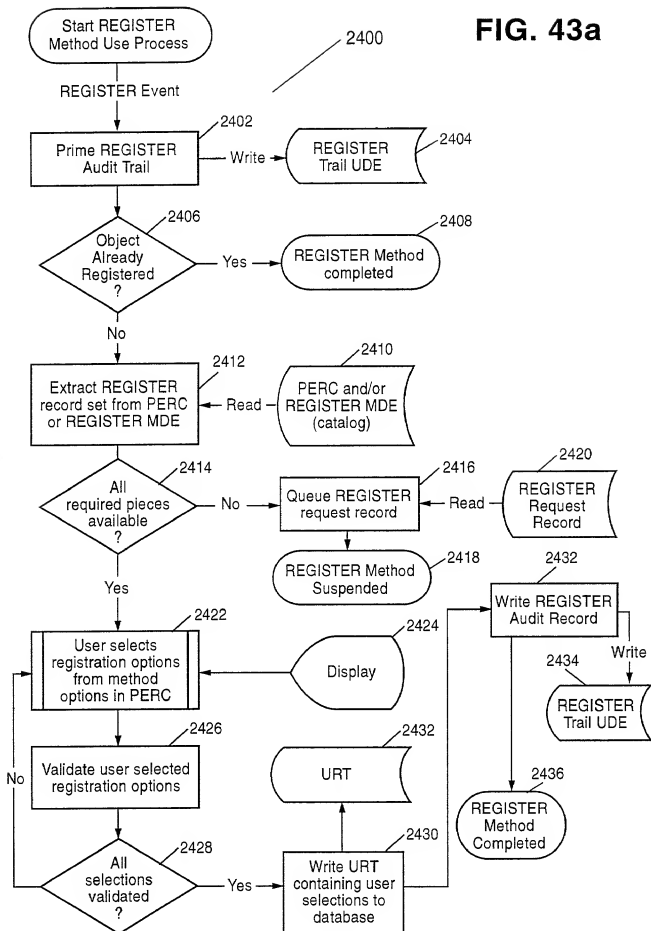 FIG. 43a
2400
Start REGISTER
Method Use Process
REGISTER Event
2402
Prime REGISTER
Audit Trail
Write
2404
REGISTER
Trail UDE
2406
Object
Already
Registered
?
Yes
2408
REGISTER Method
completed
No
2412
Extract REGISTER
record set from PERC
or REGISTER MDE
Read
2410
PERC and/or
REGISTER MDE
(catalog)
2414
All
required pieces
available
?
No
2416
Queue REGISTER
request record
Read
2420
REGISTER
Request
Record
2418
REGISTER Method
Suspended
Yes
2422
User selects
registration options
from method
options in PERC
2424
Display
2426
Validate user selected
registration options
No
2428
All
selections
validated
?
Yes
2430
Write URT
containing user
selections to
database
2432
URT
2432
Write REGISTER
Audit Record
Write
2434
REGISTER
Trail UDE
2436
REGISTER
Method
Completed